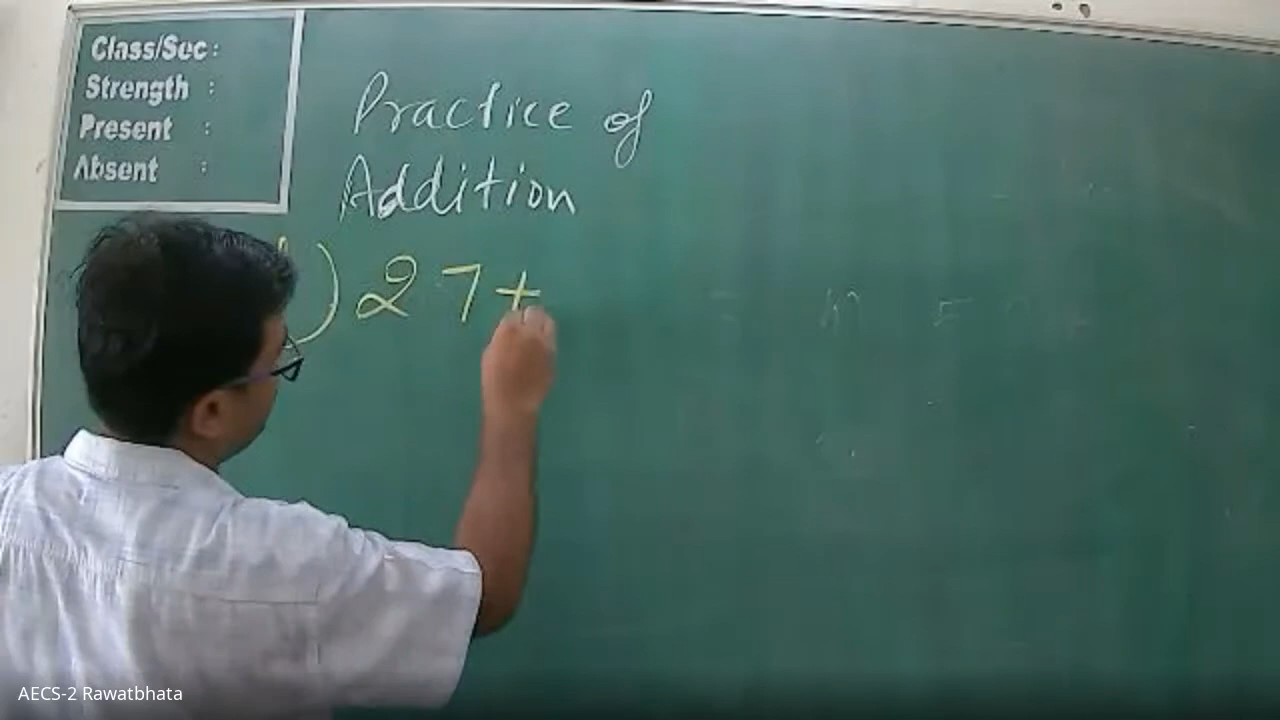 Class/Sec :
Strength :
Present :
Absent :
Practice of
Addition
) 27+
AECS-2 Rawatbhata